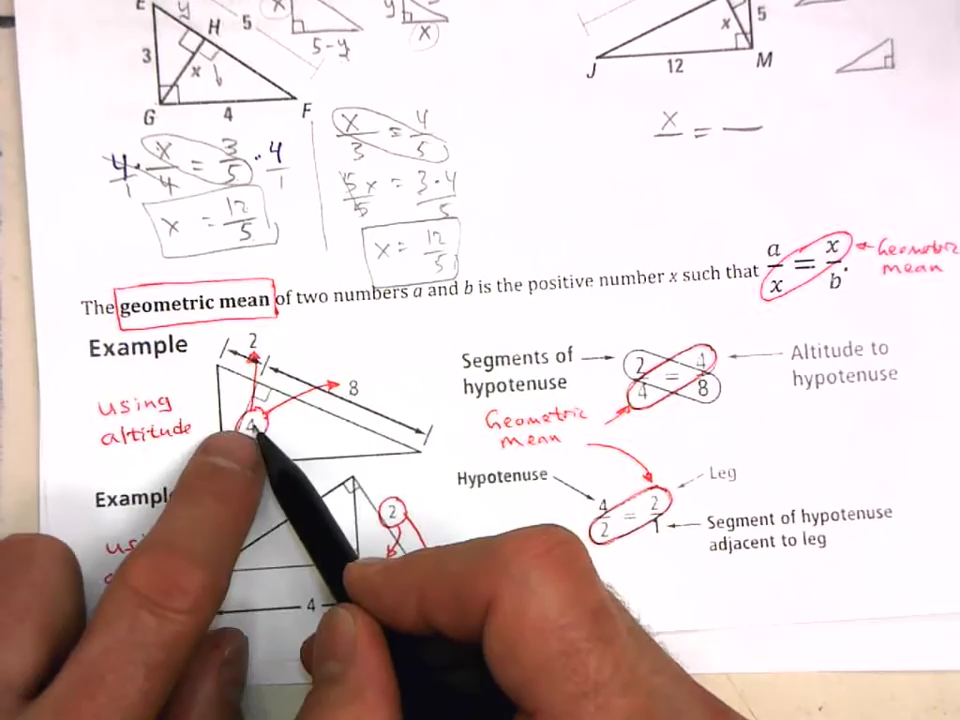 E y H 5 x 5-y y x
3 x G 4 F
J 12 M x 5
4/1 · x/4 = 3/5 · 4/1
x = 12/5
x/3 = 4/5
5x/5 = 3·4/5
x = 12/5
x/ = —
The geometric mean of two numbers a and b is the positive number x such that a/x = x/b.
Geometric
mean
Example
using
altitude
2
8
4
Segments of
hypotenuse
2/4 = 4/8
Altitude to
hypotenuse
Geometric
mean
Exampl
2
4
Hypotenuse
4/2 = 2/1
Leg
Segment of hypotenuse
adjacent to leg